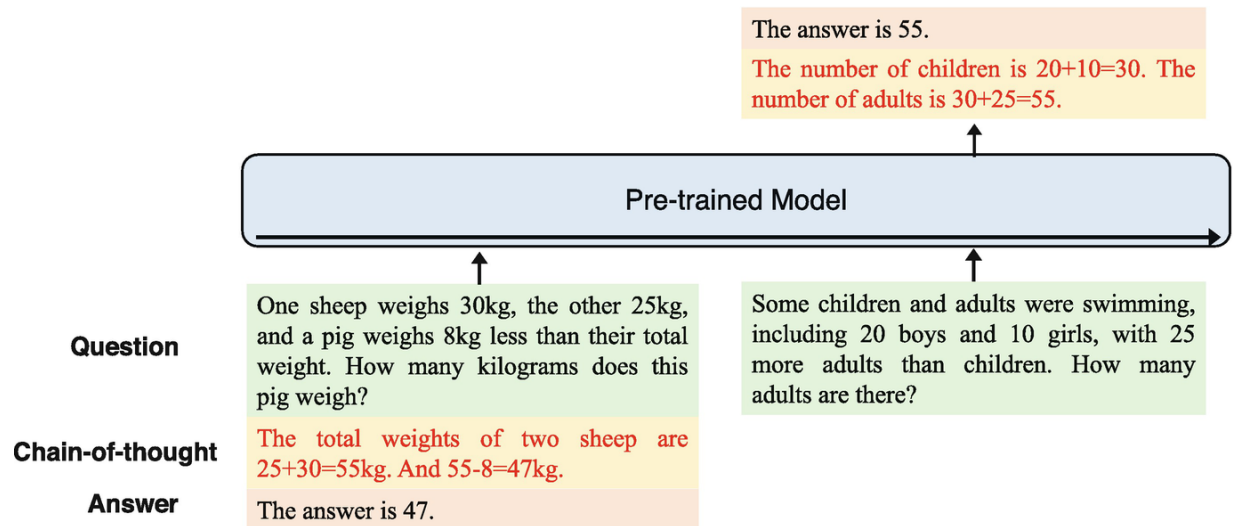 The answer is 55.
The number of children is 20+10=30. The
number of adults is 30+25=55.
Pre-trained Model
Question
One sheep weighs 30kg, the other 25kg,
and a pig weighs 8kg less than their total
weight. How many kilograms does this
pig weigh?
Some children and adults were swimming,
including 20 boys and 10 girls, with 25
more adults than children. How many
adults are there?
Chain-of-thought
The total weights of two sheep are
25+30=55kg. And 55-8=47kg.
Answer
The answer is 47.